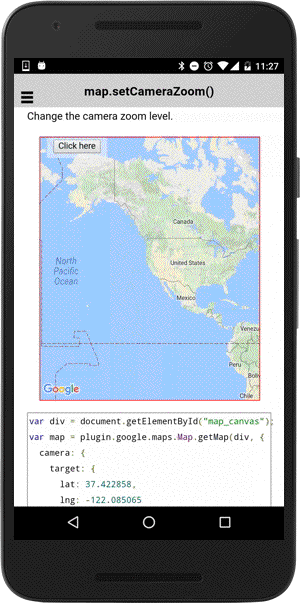 11:27
map.setCameraZoom()
Change the camera zoom level.
Click here
Canada
North
Pacific
Ocean
United States
Mexico
Venezu
Peru
Boli
Chile
Google
var div = document.getElementById("map_canvas");
var map = plugin.google.maps.Map.getMap(div, {
camera: {
target: {
lat: 37.422858,
lng: -122.085065